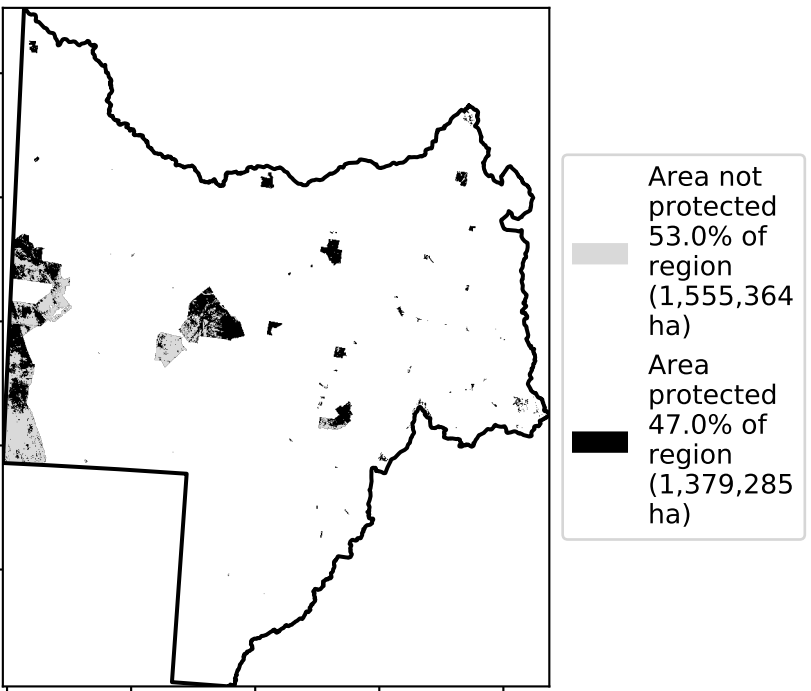 Area not
protected
53.0% of
region
(1,555,364
ha)
Area
protected
47.0% of
region
(1,379,285
ha)